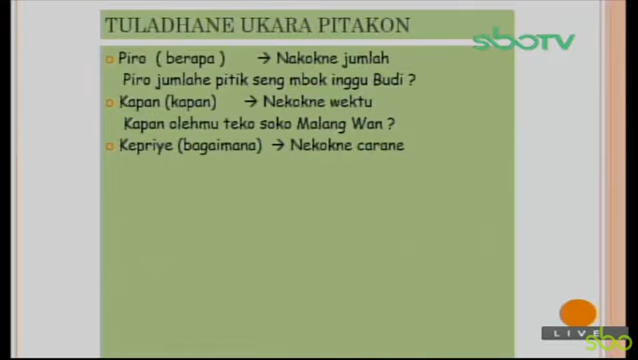 TULADHANE UKARA PITAKON
sboTV
Piro ( berapa ) → Nakokne jumlah
Piro jumlahe pitik seng mbok inggu Budi ?
Kapan (kapan) → Nekokne wektu
Kapan olehmu teko soko Malang Wan ?
Kepriye (bagaimana) → Nekokne carane
LIVE
sbo